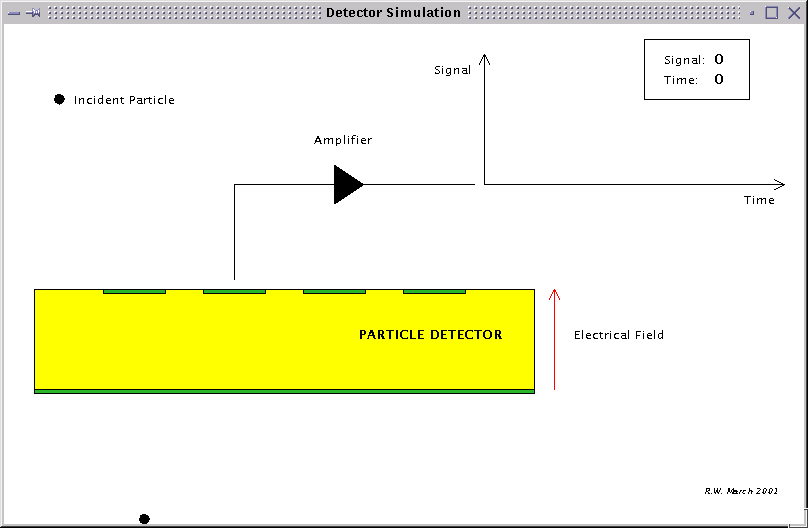 Detector Simulation
Signal
Signal: 0
Time: 0
Incident Particle
Amplifier
Time
PARTICLE DETECTOR
Electrical Field
R.W. March 2001